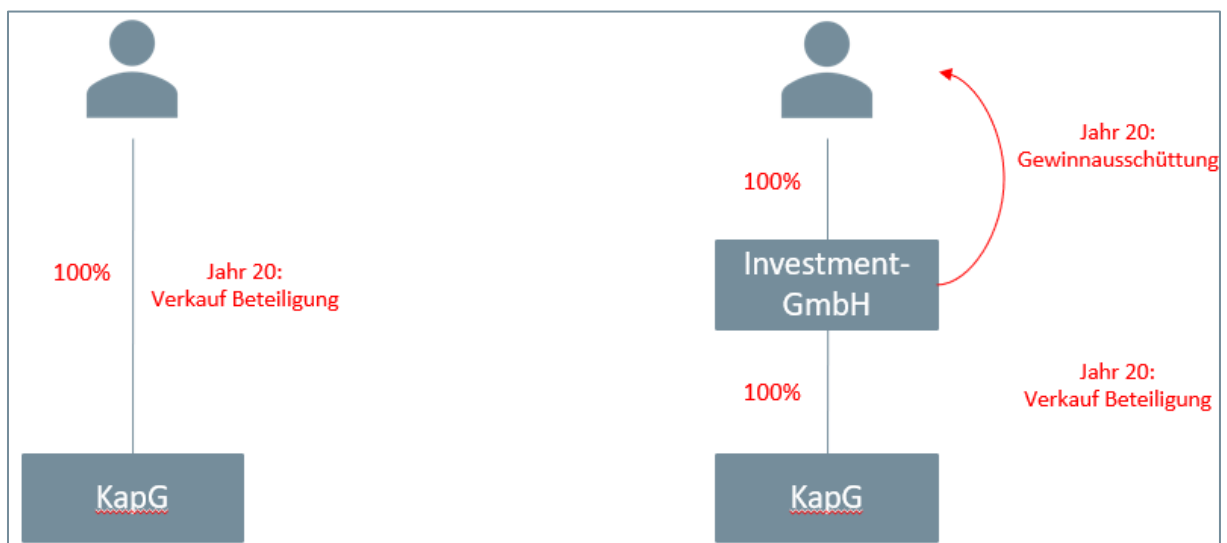 100%
Jahr 20:
Verkauf Beteiligung
KapG
Jahr 20:
Gewinnausschüttung
100%
Investment-
GmbH
100%
Jahr 20:
Verkauf Beteiligung
KapG